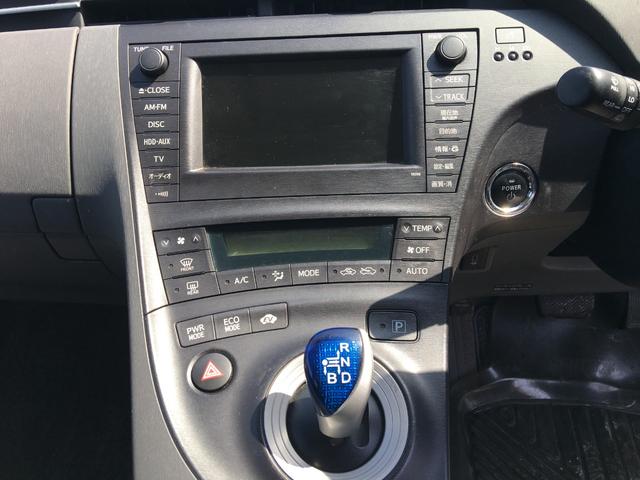 TUNE FILE
SEEK
TRACK
⏏CLOSE
AM·FM
DISC
HDD·AUX
TV
オーディオ
現在地
目的地
情報・
設定・編集
画質・消
POWER
TEMP
OFF
AUTO
FRONT
REAR
A/C
MODE
PWR MODE
ECO MODE
P
R
N
B D